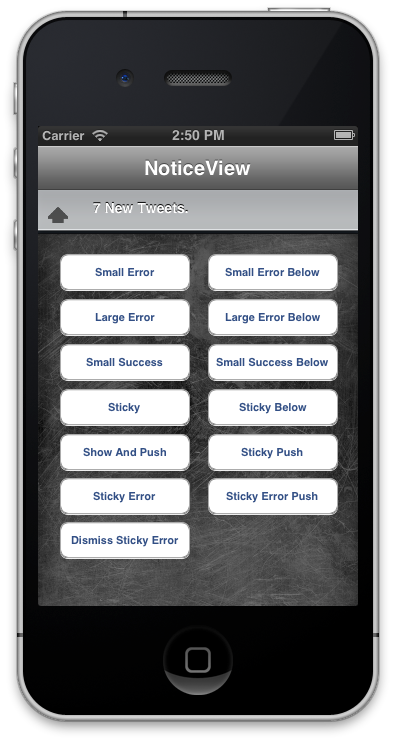 Carrier 2:50 PM
NoticeView
7 New Tweets.
Small Error Small Error Below
Large Error Large Error Below
Small Success Small Success Below
Sticky Sticky Below
Show And Push Sticky Push
Sticky Error Sticky Error Push
Dismiss Sticky Error